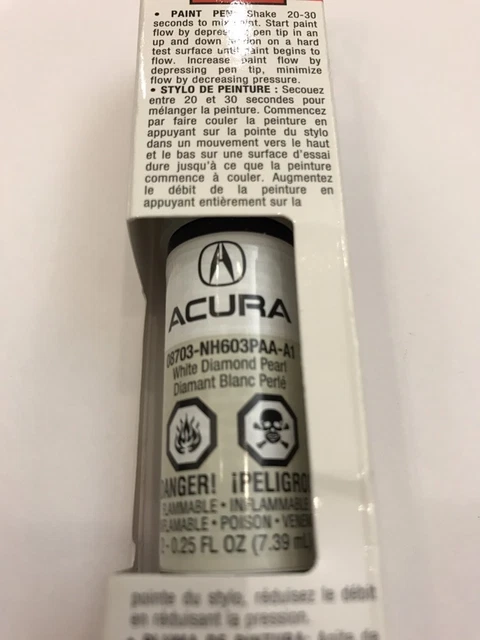 • PAINT PEN: Shake 20-30
seconds to mix paint. Start paint
flow by depressing pen tip in an
up and down motion on a hard
test surface until paint begins to
flow. Increase paint flow by
depressing pen tip, minimize
flow by decreasing pressure.
• STYLO DE PEINTURE : Secouez
entre 20 et 30 secondes pour
mélanger la peinture. Commencez
par faire couler la peinture en
appuyant sur la pointe du stylo
dans un mouvement vers le haut
et le bas sur une surface d'essai
dure jusqu'à ce que la peinture
commence à couler. Augmentez
le débit de la peinture en
appuyant entièrement sur la
ACURA
08703-NH603PAA-A1
White Diamond Pearl
Diamant Blanc Perlé
DANGER! ¡PELIGRO
FLAMMABLE • INFLAMMABLE
FLAMABLE • POISON • VENEN
- 0.25 FL OZ (7.39 mL
pointe du stylo, réduisez le débit
en réduisant la pression.
• PLUMA DE PINTURA: Agite de